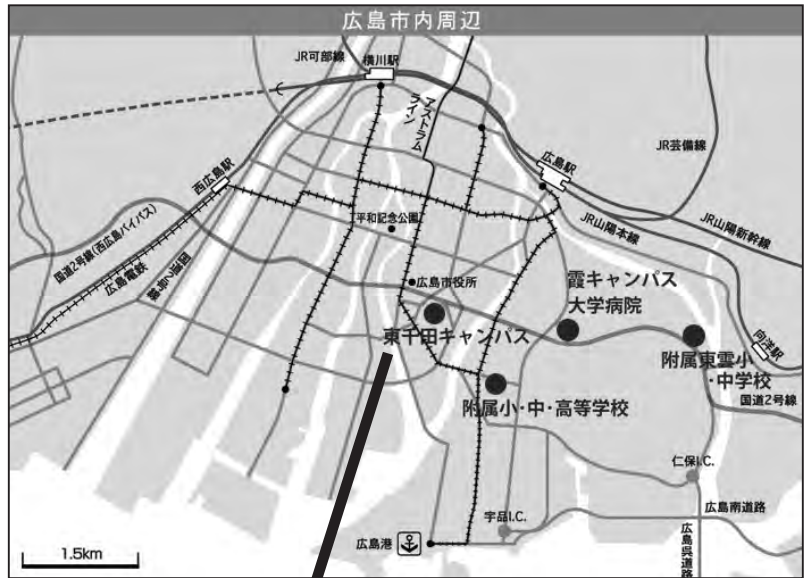 広島市内周辺
JR可部線
横川駅
アストラム
ライン
JR芸備線
広島駅
西広島駅
JR山陽新幹線
JR山陽本線
平和記念公園
国道2号線(西広島バイパス)
広島電鉄
広島市役所
霞キャンパス
大学病院
東千田キャンパス
向洋駅
附属東雲小
・中学校
附属小・中・高等学校
国道2号線
仁保I.C.
広島南道路
宇品I.C.
広島港
広島呉道路
1.5km